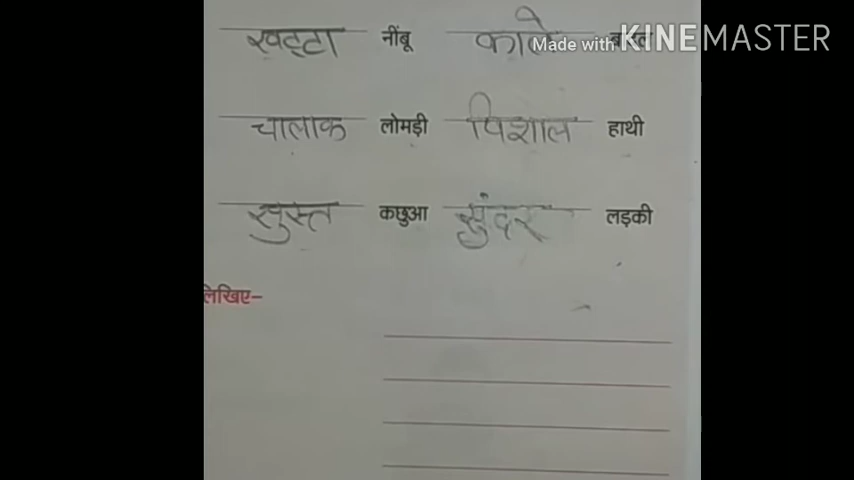 खट्टा नींबू काले Made with KINEMASTER
चालाक लोमड़ी विशाल हाथी
सुस्त कछुआ सुंदर लड़की
लिखिए–